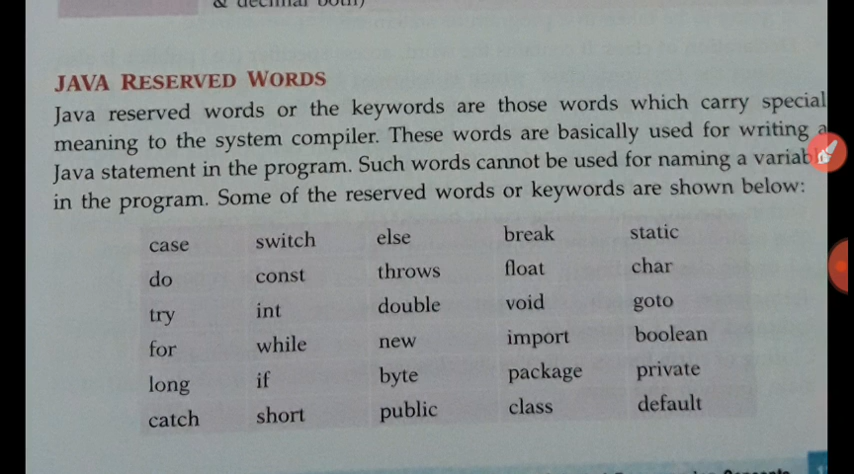 & decimal both)
JAVA RESERVED WORDS
Java reserved words or the keywords are those words which carry special
meaning to the system compiler. These words are basically used for writing a
Java statement in the program. Such words cannot be used for naming a variab
in the program. Some of the reserved words or keywords are shown below:
case switch else break static
do const throws float char
try int double void goto
for while new import boolean
long if byte package private
catch short public class default